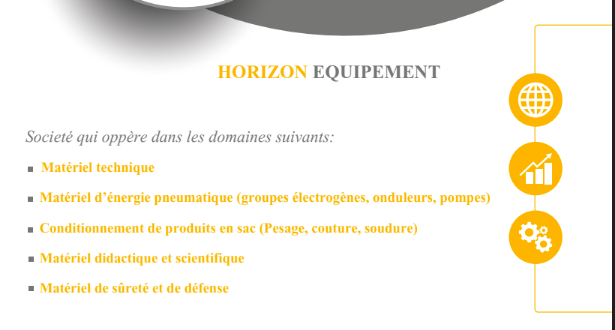 HORIZON EQUIPEMENT
Societé qui oppère dans les domaines suivants:
Matériel technique
Matériel d’énergie pneumatique (groupes électrogènes, onduleurs, pompes)
Conditionnement de produits en sac (Pesage, couture, soudure)
Matériel didactique et scientifique
Matériel de sûreté et de défense